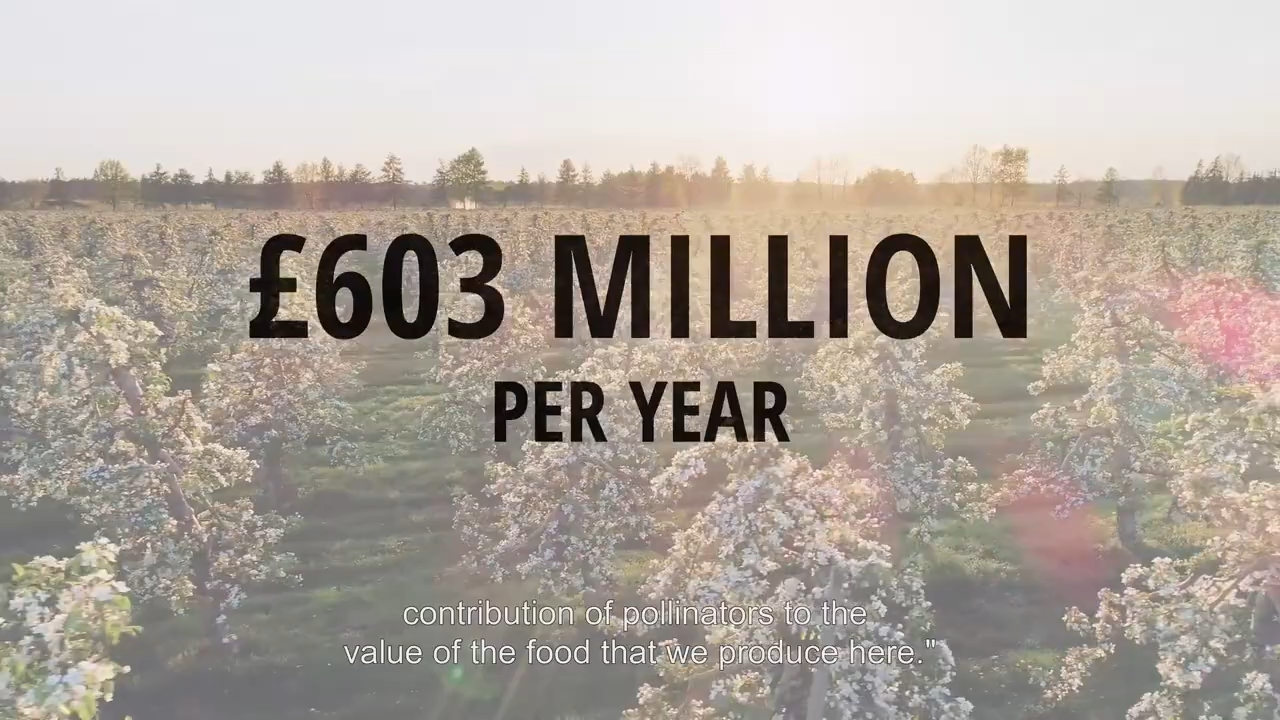 £603 MILLION
PER YEAR
contribution of pollinators to the
value of the food that we produce here."